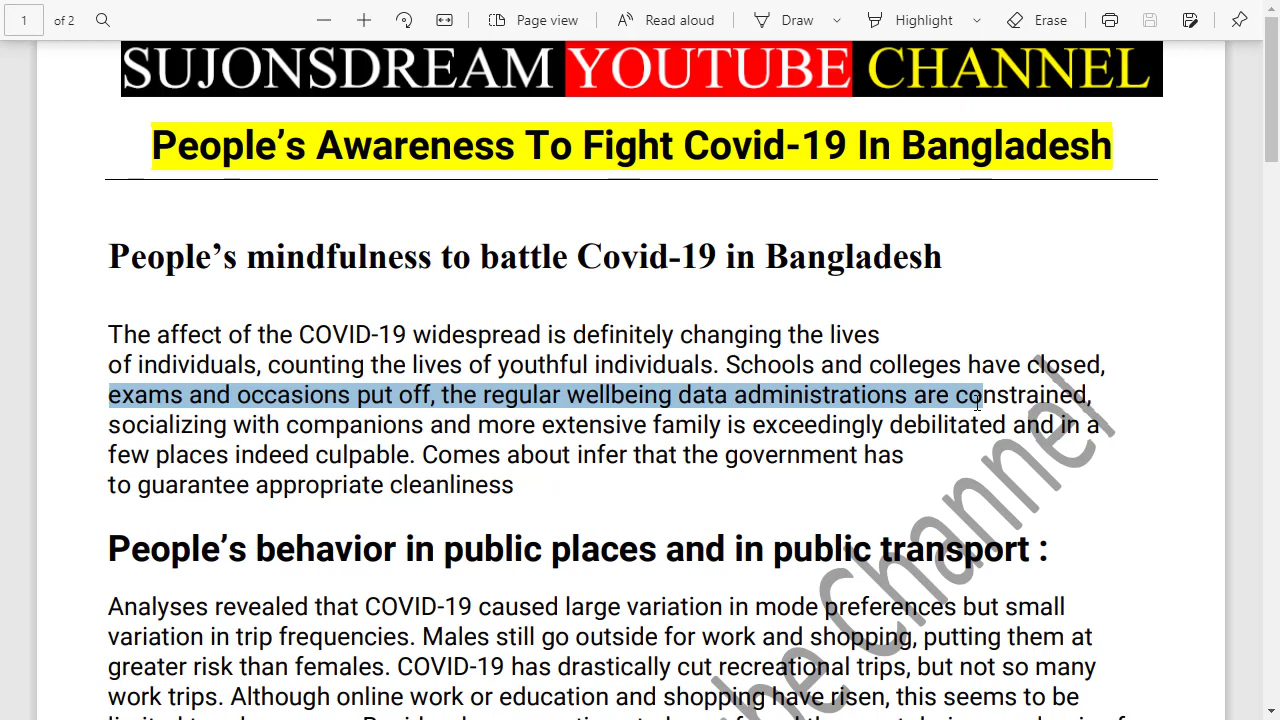 1 of 2 Page view Read aloud Draw Highlight Erase
SUJONSDREAM YOUTUBE CHANNEL
People’s Awareness To Fight Covid-19 In Bangladesh
People’s mindfulness to battle Covid-19 in Bangladesh
The affect of the COVID-19 widespread is definitely changing the lives
of individuals, counting the lives of youthful individuals. Schools and colleges have closed,
exams and occasions put off, the regular wellbeing data administrations are constrained,
socializing with companions and more extensive family is exceedingly debilitated and in a
few places indeed culpable. Comes about infer that the government has
to guarantee appropriate cleanliness
People’s behavior in public places and in public transport :
Analyses revealed that COVID-19 caused large variation in mode preferences but small
variation in trip frequencies. Males still go outside for work and shopping, putting them at
greater risk than females. COVID-19 has drastically cut recreational trips, but not so many
work trips. Although online work or education and shopping have risen, this seems to be
Channel